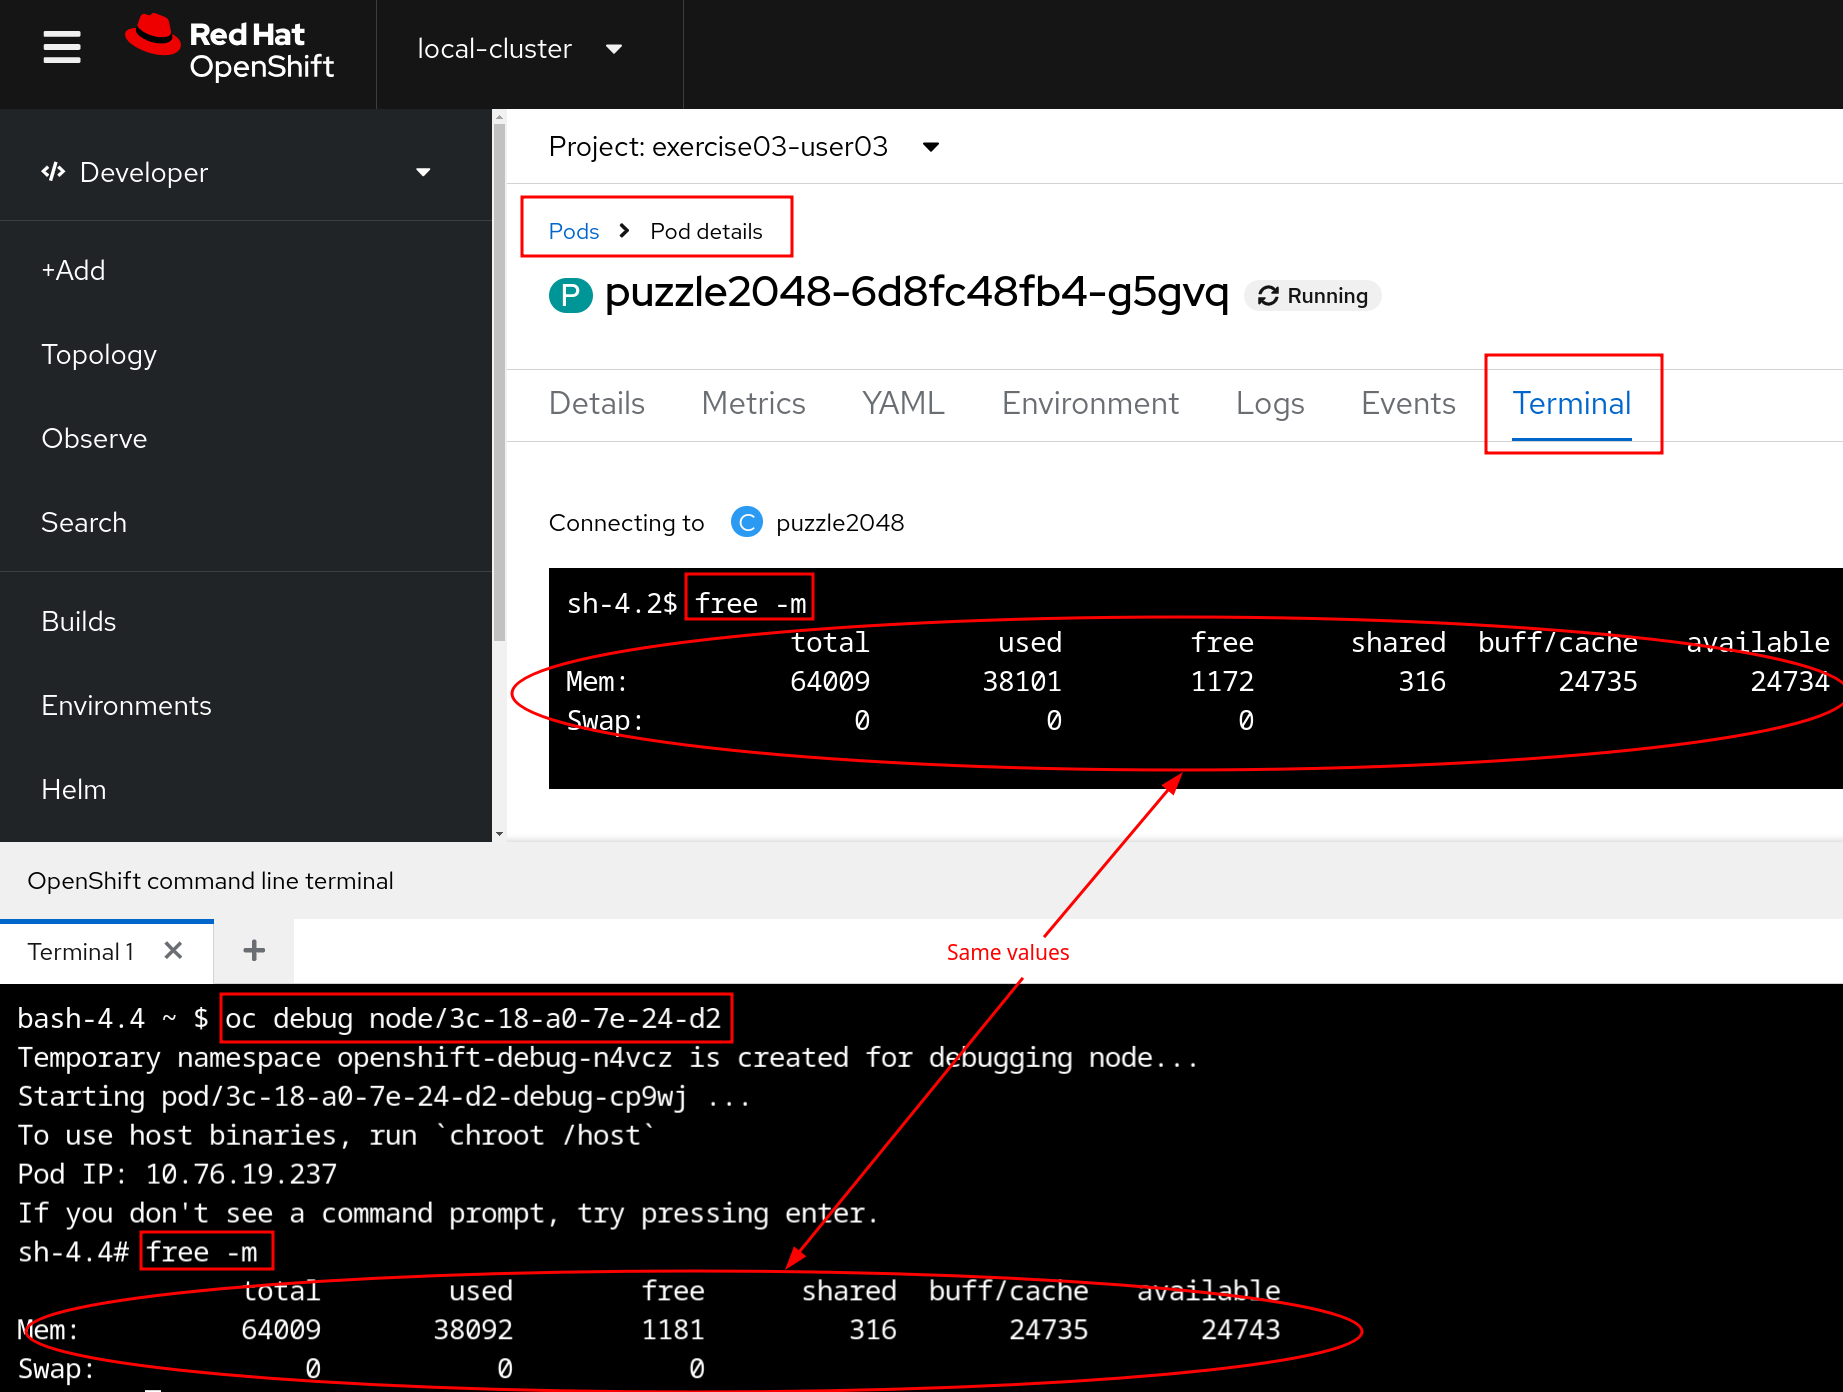 Red Hat
OpenShift
local-cluster
Developer
+Add
Topology
Observe
Search
Builds
Environments
Helm
Project: exercise03-user03
Pods > Pod details
P puzzle2048-6d8fc48fb4-g5gvq Running
Details Metrics YAML Environment Logs Events Terminal
Connecting to C puzzle2048
sh-4.2$ free -m
total used free shared buff/cache available
Mem: 64009 38101 1172 316 24735 24734
Swap: 0 0 0
OpenShift command line terminal
Terminal 1
Same values
bash-4.4 ~ $ oc debug node/3c-18-a0-7e-24-d2
Temporary namespace openshift-debug-n4vcz is created for debugging node...
Starting pod/3c-18-a0-7e-24-d2-debug-cp9wj ...
To use host binaries, run `chroot /host`
Pod IP: 10.76.19.237
If you don't see a command prompt, try pressing enter.
sh-4.4# free -m
total used free shared buff/cache available
Mem: 64009 38092 1181 316 24735 24743
Swap: 0 0 0